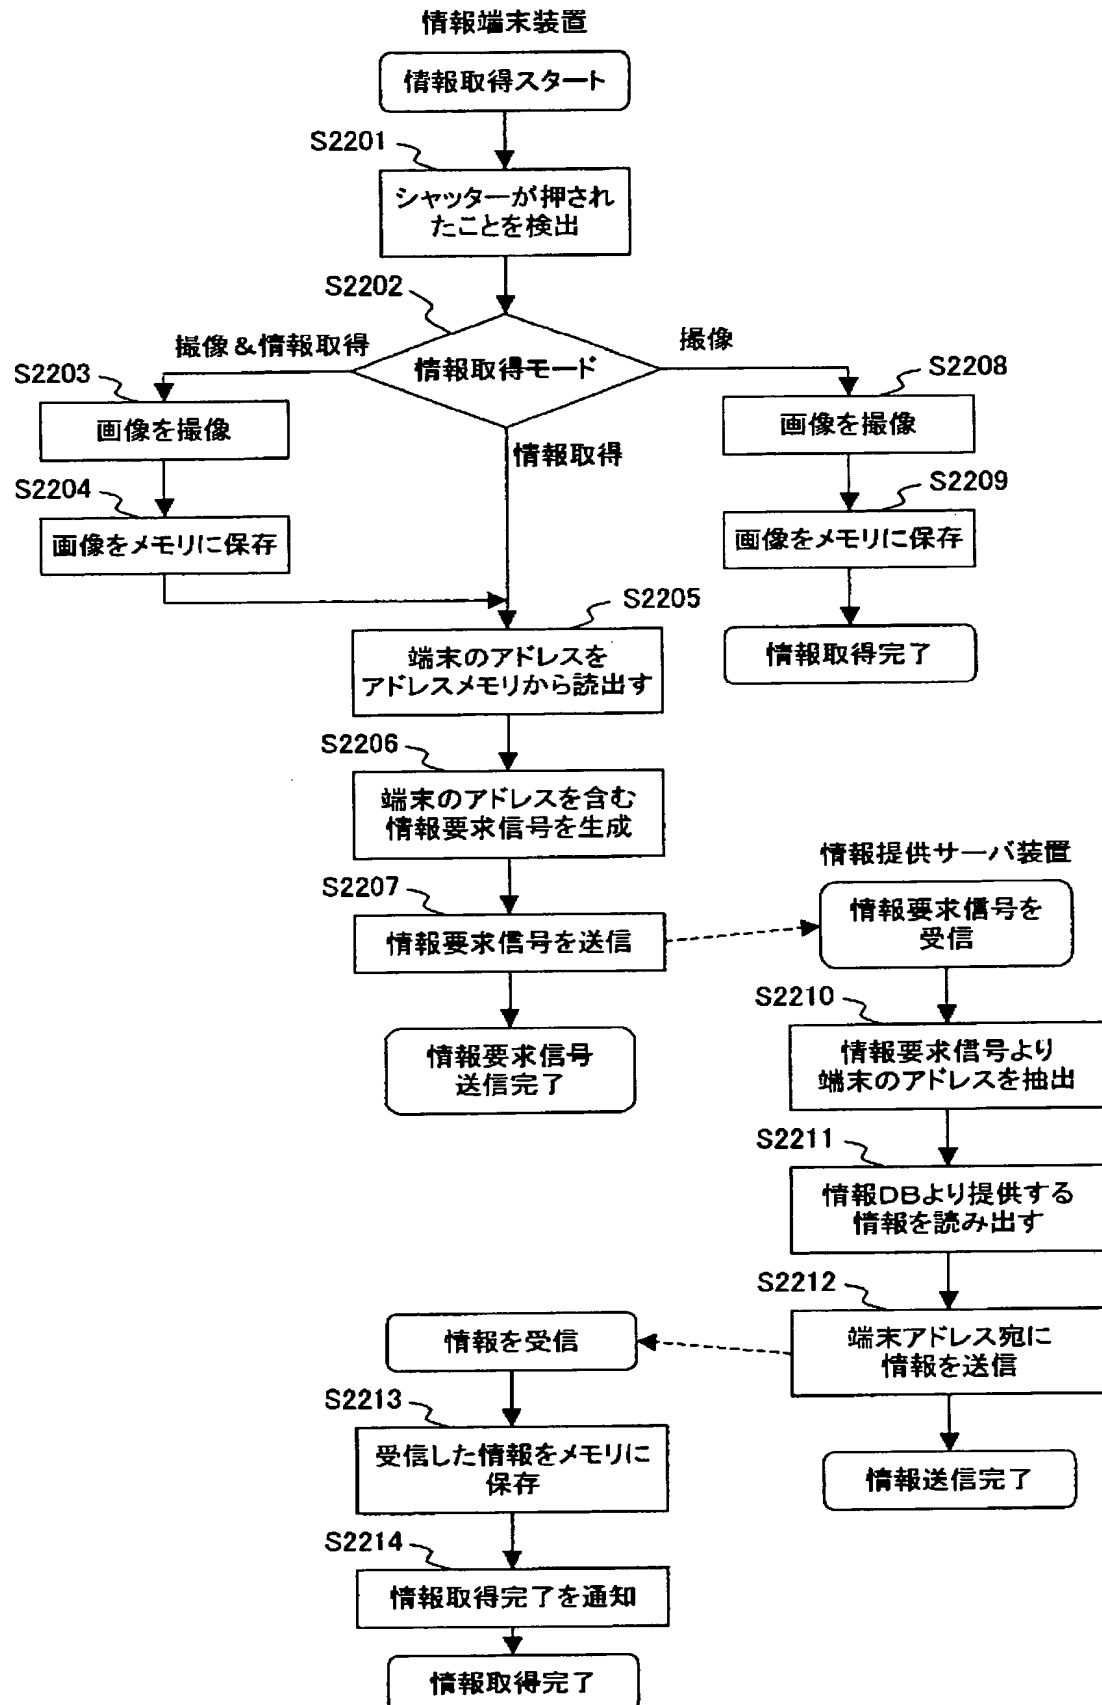 情報端末装置
情報取得スタート
S2201
シャッターが押され
たことを検出
S2202
撮像＆情報取得
情報取得モード
撮像
情報取得
S2203
画像を撮像
S2204
画像をメモリに保存
S2208
画像を撮像
S2209
画像をメモリに保存
情報取得完了
S2205
端末のアドレスを
アドレスメモリから読出す
S2206
端末のアドレスを含む
情報要求信号を生成
S2207
情報要求信号を送信
情報要求信号
送信完了
情報提供サーバ装置
情報要求信号を
受信
S2210
情報要求信号より
端末のアドレスを抽出
S2211
情報DBより提供する
情報を読み出す
S2212
端末アドレス宛に
情報を送信
情報送信完了
情報を受信
S2213
受信した情報をメモリに
保存
S2214
情報取得完了を通知
情報取得完了